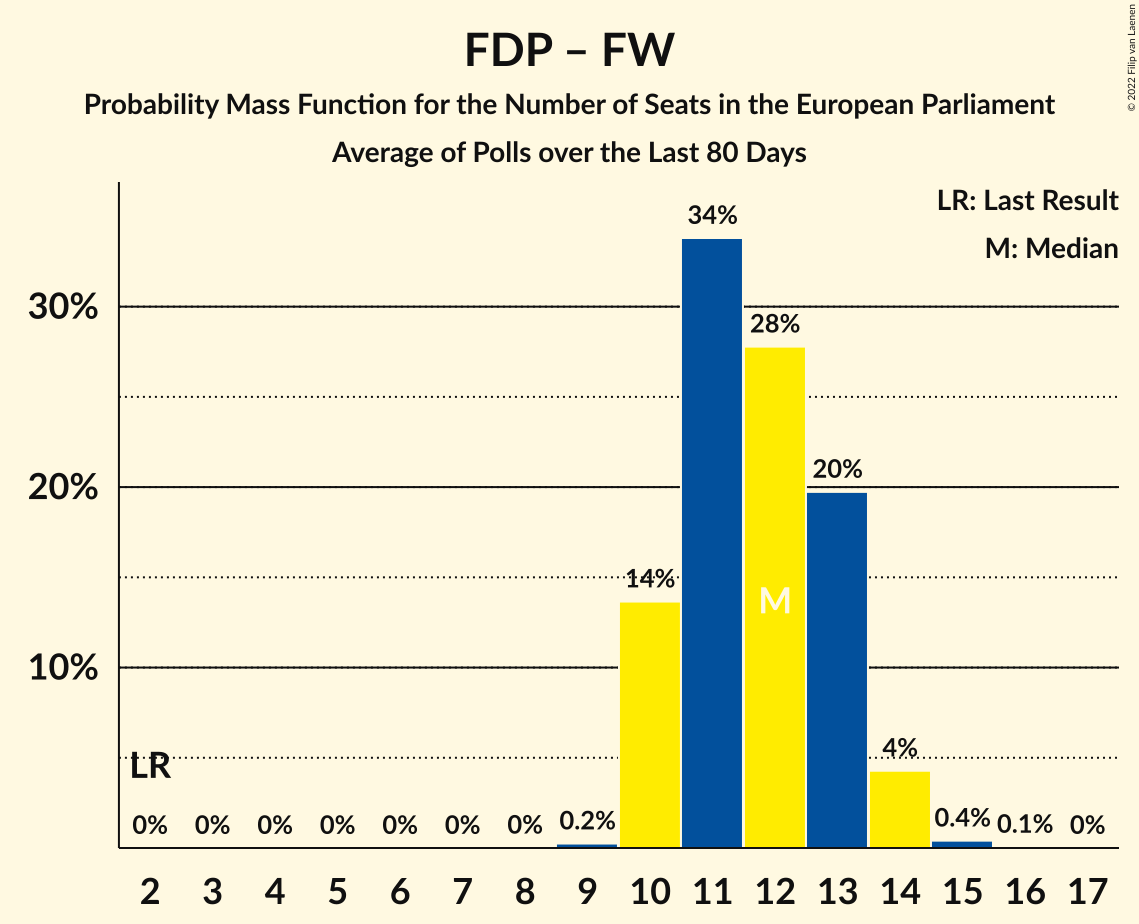 FDP – FW
Probability Mass Function for the Number of Seats in the European Parliament
Average of Polls over the Last 80 Days
© 2022 Filip van Laenen
LR: Last Result
M: Median
34%
30%
28%
20%
20%
14%
M
10%
LR
4%
0% 0% 0% 0% 0% 0% 0% 0.2% 0.4% 0.1% 0%
2 3 4 5 6 7 8 9 10 11 12 13 14 15 16 17